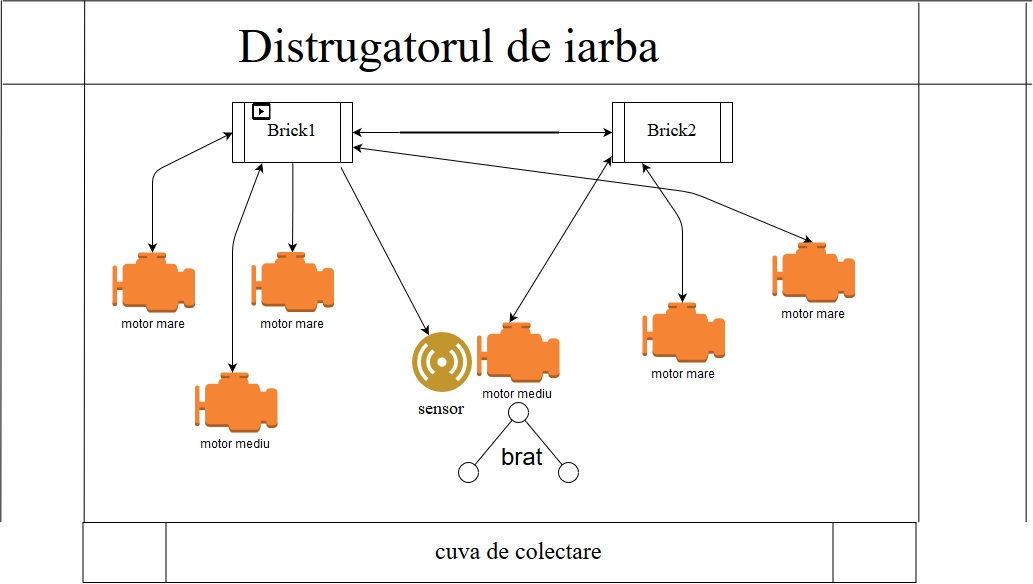 Distrugatorul de iarba
Brick1
Brick2
motor mare
motor mare
motor mare
motor mare
motor mediu
sensor
motor mediu
brat
cuva de colectare